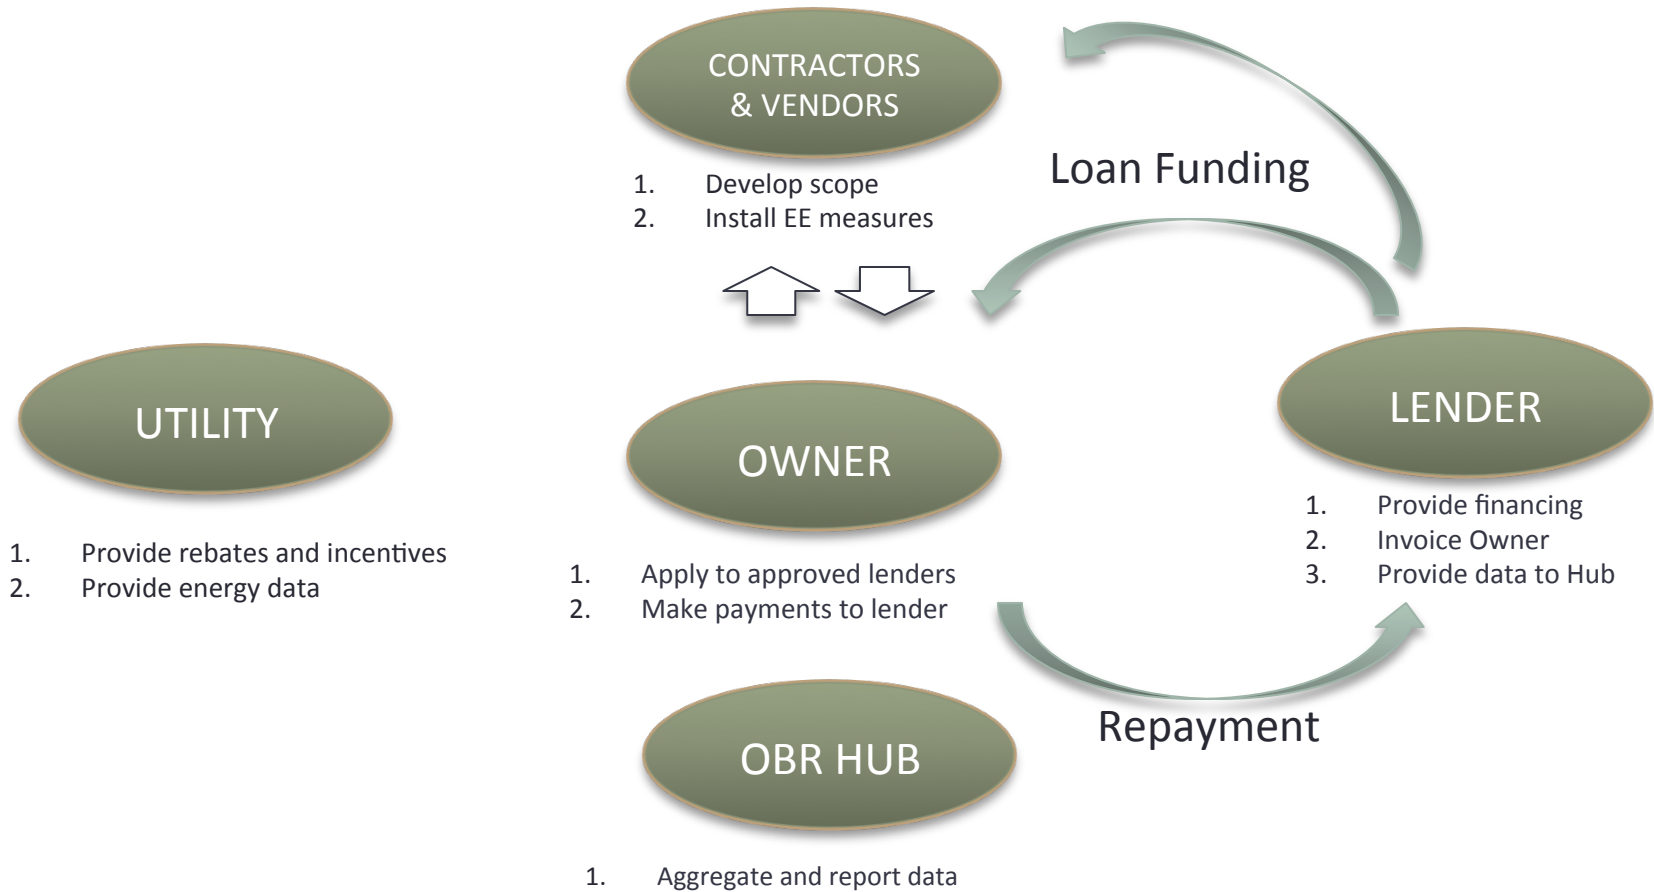 CONTRACTORS
& VENDORS
1. Develop scope
2. Install EE measures
Loan Funding
UTILITY
1. Provide rebates and incentives
2. Provide energy data
OWNER
1. Apply to approved lenders
2. Make payments to lender
LENDER
1. Provide financing
2. Invoice Owner
3. Provide data to Hub
Repayment
OBR HUB
1. Aggregate and report data